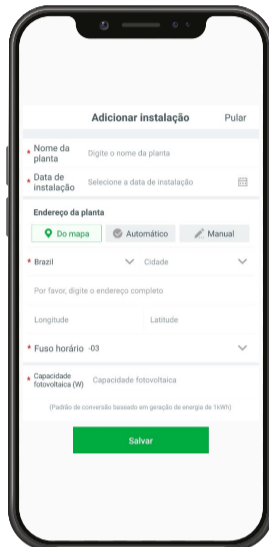 Adicionar instalação Pular
* Nome da planta Digite o nome da planta
* Data de instalação Selecione a data de instalação
Endereço da planta
Do mapa Automático Manual
* Brazil Cidade
Por favor, digite o endereço completo
Longitude Latitude
* Fuso horário -03
* Capacidade fotovoltaica (W) Capacidade fotovoltaica
(Padrão de conversão baseado em geração de energia de 1kWh)
Salvar